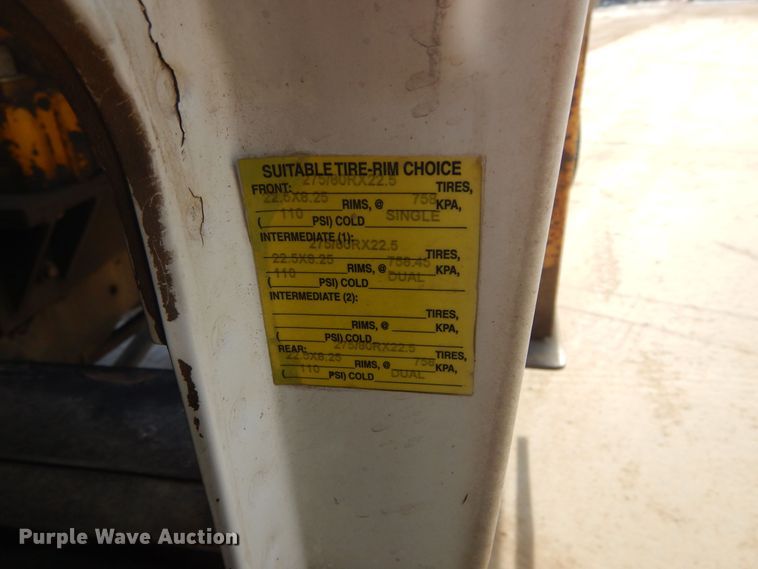 SUITABLE TIRE-RIM CHOICE
FRONT: 275/80RX22.5 TIRES,
22.5X8.25 RIMS, @ 758 KPA,
( 110 PSI) COLD SINGLE
INTERMEDIATE (1):
275/80RX22.5 TIRES,
22.5X8.25 RIMS, @ 758.45 KPA,
( 110 PSI) COLD DUAL
INTERMEDIATE (2):
TIRES,
RIMS, @ KPA,
( PSI) COLD
REAR: 275/80RX22.5 TIRES,
22.5X8.25 RIMS, @ 758 KPA,
( 110 PSI) COLD DUAL
Purple Wave Auction